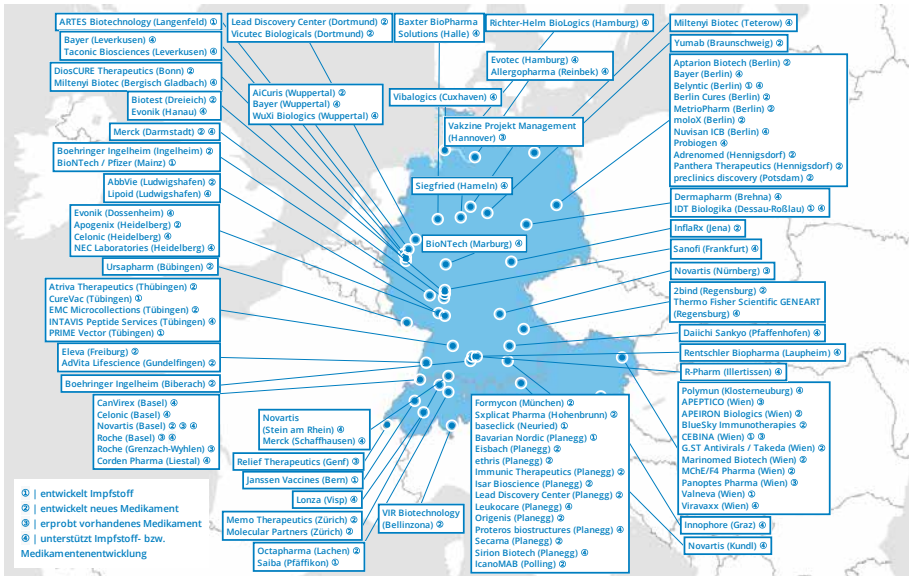 ARTES Biotechnology (Langenfeld) ①
Bayer (Leverkusen) ④
Taconic Biosciences (Leverkusen) ④
DiosCURE Therapeutics (Bonn) ②
Miltenyi Biotec (Bergisch Gladbach) ④
Biotest (Dreieich) ②
Evonik (Hanau) ④
Merck (Darmstadt) ② ④
Boehringer Ingelheim (Ingelheim) ②
BioNTech / Pfizer (Mainz) ①
AbbVie (Ludwigshafen) ②
Lipoid (Ludwigshafen) ④
Evonik (Dossenheim) ④
Apogenix (Heidelberg) ②
Celonic (Heidelberg) ④
NEC Laboratories (Heidelberg) ④
Ursapharm (Bübingen) ②
Atriva Therapeutics (Thübingen) ②
CureVac (Tübingen) ①
EMC Microcollections (Tübingen) ②
INTAVIS Peptide Services (Tübingen) ④
PRIME Vector (Tübingen) ①
Eleva (Freiburg) ②
AdVita Lifescience (Gundelfingen) ②
Boehringer Ingelheim (Biberach) ②
CanVirex (Basel) ④
Celonic (Basel) ④
Novartis (Basel) ② ③ ④
Roche (Basel) ③ ④
Roche (Grenzach-Wyhlen) ③
Corden Pharma (Liestal) ④
Lead Discovery Center (Dortmund) ②
Vicutec Biologicals (Dortmund) ②
AiCuris (Wuppertal) ②
Bayer (Wuppertal) ④
WuXi Biologics (Wuppertal) ④
Baxter BioPharma
Solutions (Halle) ④
Vibalogics (Cuxhaven) ④
Richter-Helm BioLogics (Hamburg) ④
Evotec (Hamburg) ④
Allergopharma (Reinbek) ④
Vakzine Projekt Management
(Hannover) ③
Siegfried (Hameln) ④
BioNTech (Marburg) ④
Miltenyi Biotec (Teterow) ④
Yumab (Braunschweig) ②
Aptarion Biotech (Berlin) ②
Bayer (Berlin) ④
Belyntic (Berlin) ① ④
Berlin Cures (Berlin) ②
MetrioPharm (Berlin) ②
moloX (Berlin) ②
Nuvisan ICB (Berlin) ④
Probiogen ④
Adrenomed (Hennigsdorf) ②
Panthera Therapeutics (Hennigsdorf) ②
preclinics discovery (Potsdam) ②
Dermapharm (Brehna) ④
IDT Biologika (Dessau-Roßlau) ① ④
InflaRx (Jena) ②
Sanofi (Frankfurt) ④
Novartis (Nürnberg) ③
2bind (Regensburg) ②
Thermo Fisher Scientific GENEART
(Regensburg) ④
Daiichi Sankyo (Pfaffenhofen) ④
Rentschler Biopharma (Laupheim) ④
R-Pharm (Illertissen) ④
Polymun (Klosterneuburg) ④
APEPTICO (Wien) ③
APEIRON Biologics (Wien) ②
BlueSky Immunotherapies ②
CEBINA (Wien) ① ③
G.ST Antivirals / Takeda (Wien) ②
Marinomed Biotech (Wien) ②
MChE/F4 Pharma (Wien) ②
Panoptes Pharma (Wien) ③
Valneva (Wien) ①
Viravaxx (Wien) ④
Innophore (Graz) ④
Novartis (Kundl) ④
Formycon (München) ②
Sxplicat Pharma (Hohenbrunn) ②
baseclick (Neuried) ①
Bavarian Nordic (Planegg) ①
Eisbach (Planegg) ②
ethris (Planegg) ②
Immunic Therapeutics (Planegg) ②
Isar Bioscience (Planegg) ②
Lead Discovery Center (Planegg) ②
Leukocare (Planegg) ④
Origenis (Planegg) ②
Proteros biostructures (Planegg) ④
Secarna (Planegg) ②
Sirion Biotech (Planegg) ④
IcanoMAB (Polling) ②
Novartis
(Stein am Rhein) ④
Merck (Schaffhausen) ④
Relief Therapeutics (Genf) ③
Janssen Vaccines (Bern) ①
Lonza (Visp) ④
Memo Therapeutics (Zürich) ②
Molecular Partners (Zürich) ②
Octapharma (Lachen) ②
Saiba (Pfäffikon) ①
VIR Biotechnology
(Bellinzona) ②
① | entwickelt Impfstoff
② | entwickelt neues Medikament
③ | erprobt vorhandenes Medikament
④ | unterstützt Impfstoff- bzw.
Medikamentenentwicklung